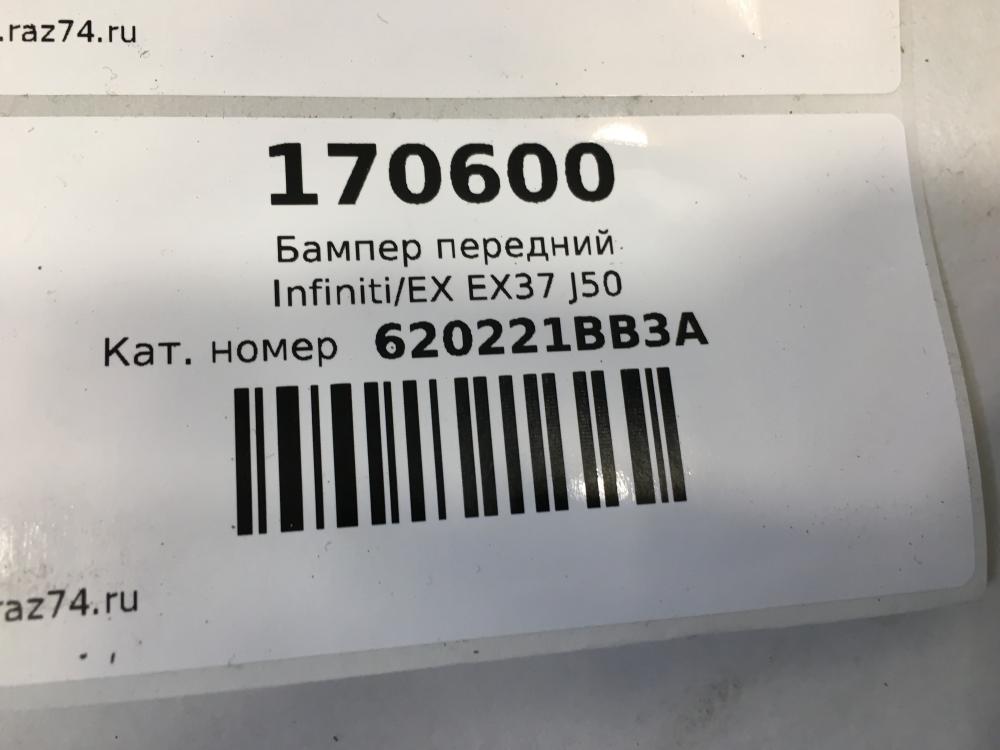 .raz74.ru
170600
Бампер передний
Infiniti/EX EX37 J50
Кат. номер 620221BB3A
raz74.ru